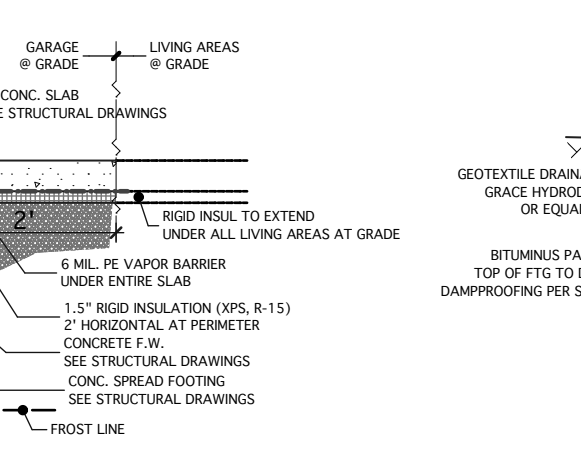 GARAGE
@ GRADE
LIVING AREAS
@ GRADE
CONC. SLAB
STRUCTURAL DRAWINGS
2'
RIGID INSUL TO EXTEND
UNDER ALL LIVING AREAS AT GRADE
6 MIL. PE VAPOR BARRIER
UNDER ENTIRE SLAB
1.5" RIGID INSULATION (XPS, R-15)
2' HORIZONTAL AT PERIMETER
CONCRETE F.W.
SEE STRUCTURAL DRAWINGS
CONC. SPREAD FOOTING
SEE STRUCTURAL DRAWINGS
FROST LINE
GEOTEXTILE DRAINA
GRACE HYDROD
OR EQUA
BITUMINUS PA
TOP OF FTG TO D
DAMPPROOFING PER S